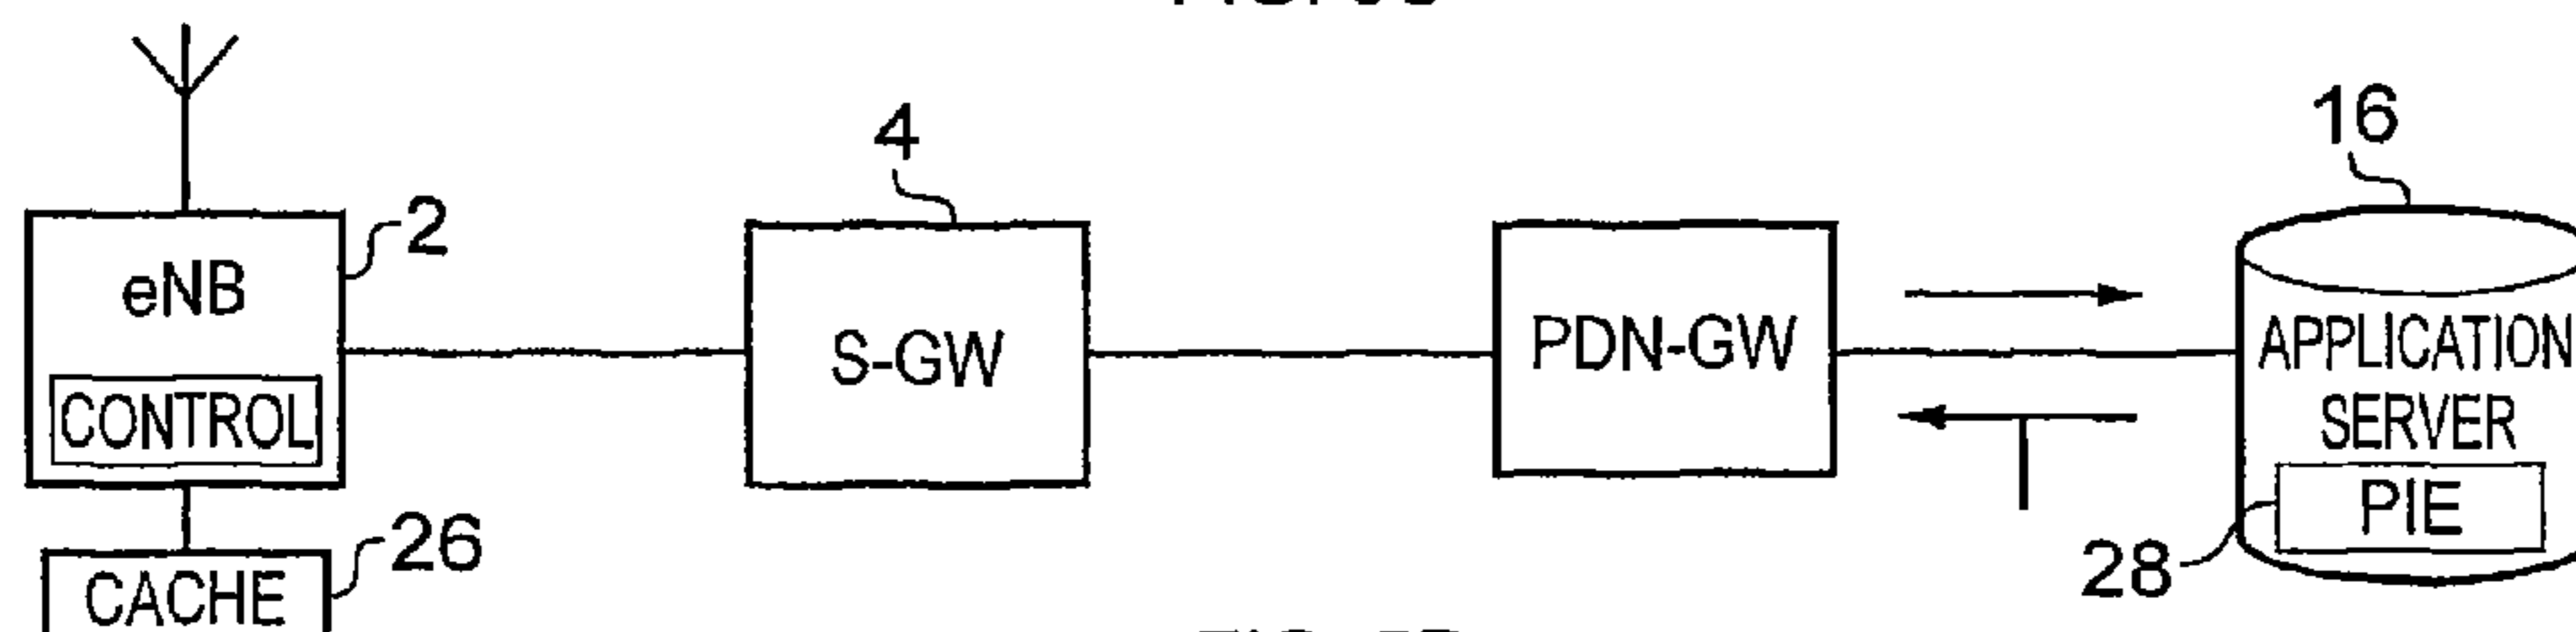 4
16
2
eNB
CONTROL
S-GW
PDN-GW
APPLICATION
SERVER
PIE
28
26
CACHE